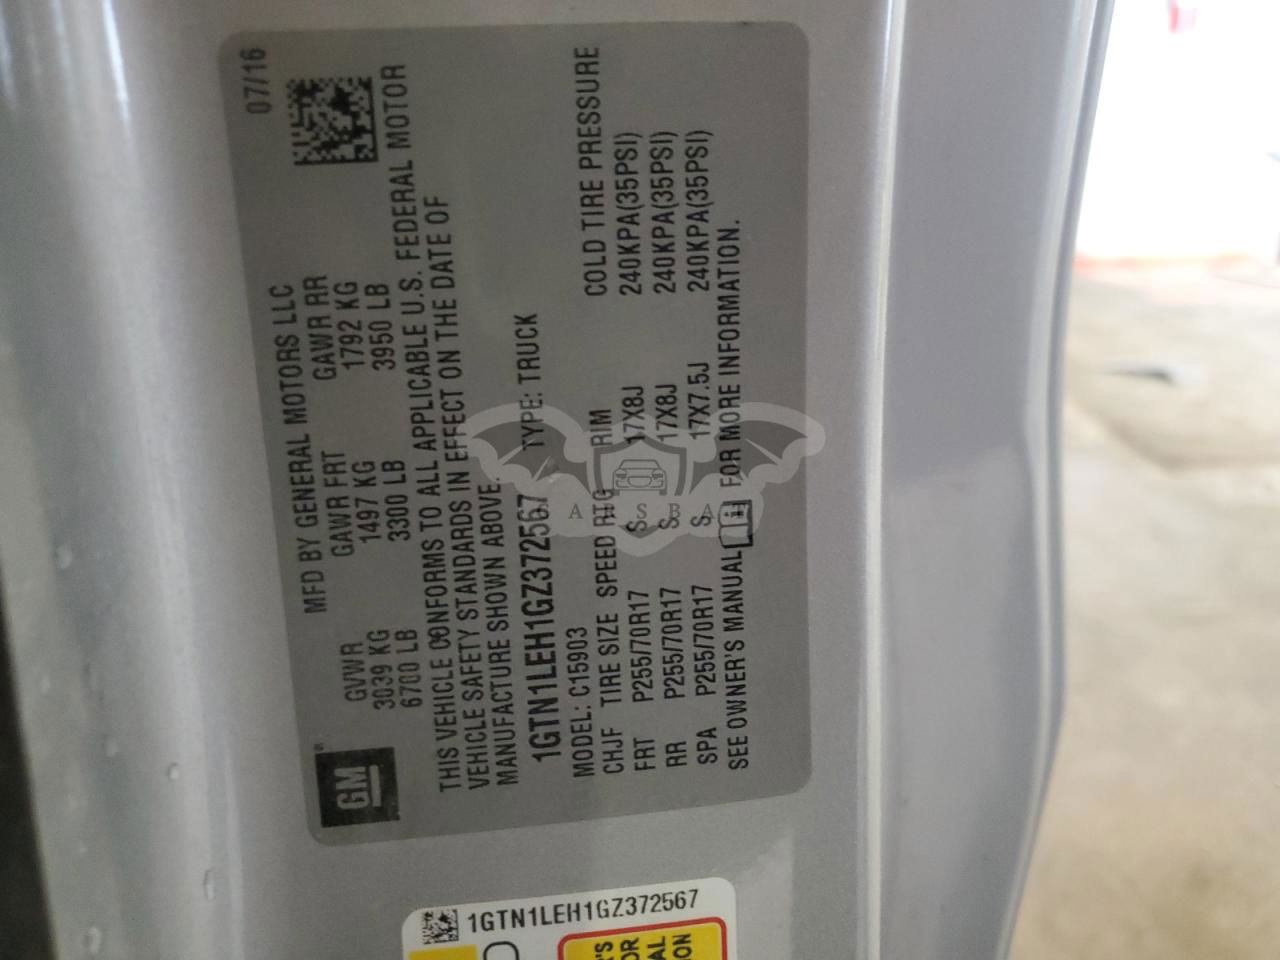 07/16
MFD BY GENERAL MOTORS LLC
GVWR GAWR FRT GAWR RR
3039 KG 1497 KG 1792 KG
6700 LB 3300 LB 3950 LB
GM
THIS VEHICLE CONFORMS TO ALL APPLICABLE U.S. FEDERAL MOTOR
VEHICLE SAFETY STANDARDS IN EFFECT ON THE DATE OF
MANUFACTURE SHOWN ABOVE.
1GTN1LEH1GZ372567 TYPE: TRUCK
MODEL: C15903
CHJF TIRE SIZE SPEED RTG RIM COLD TIRE PRESSURE
FRT P255/70R17 S 17X8J 240KPA(35PSI)
RR P255/70R17 S 17X8J 240KPA(35PSI)
SPA P255/70R17 S 17X7.5J 240KPA(35PSI)
SEE OWNER'S MANUAL FOR MORE INFORMATION.
1GTN1LEH1GZ372567